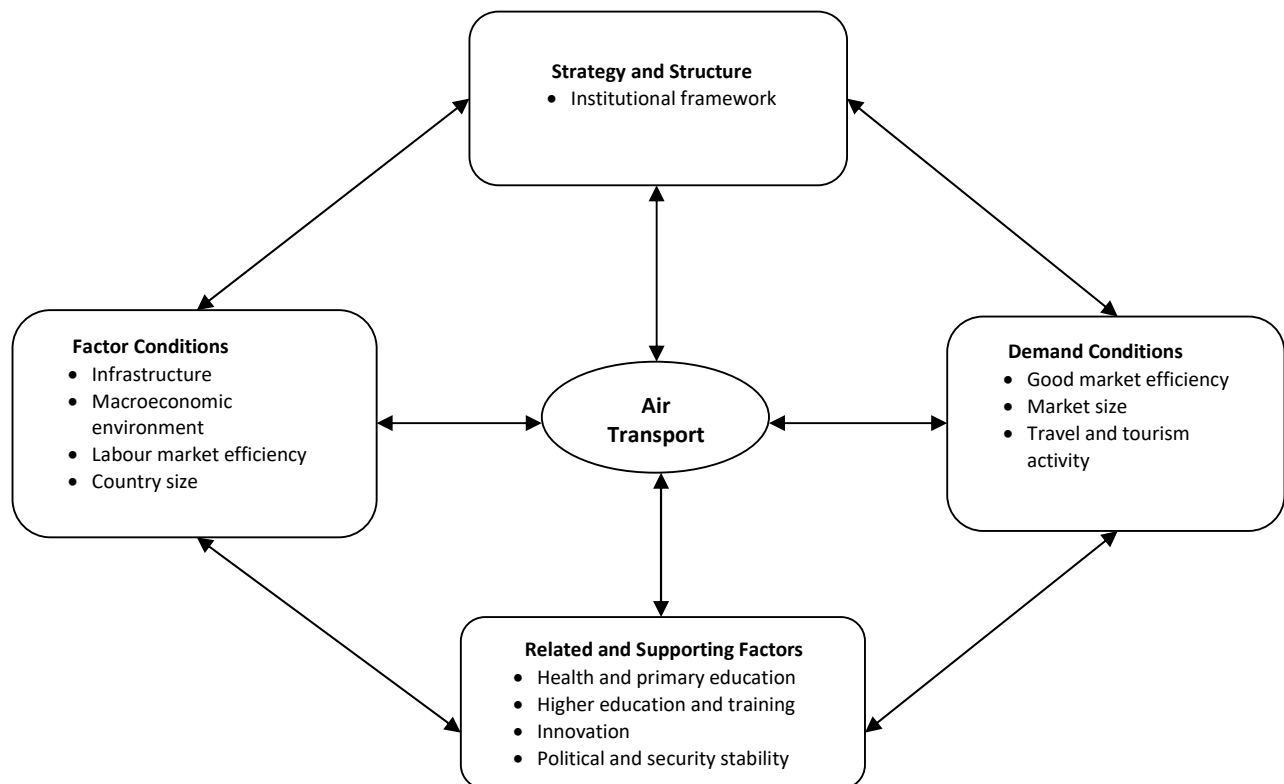 Strategy and Structure
• Institutional framework
Factor Conditions
• Infrastructure
• Macroeconomic
environment
• Labour market efficiency
• Country size
Air
Transport
Demand Conditions
• Good market efficiency
• Market size
• Travel and tourism
activity
Related and Supporting Factors
• Health and primary education
• Higher education and training
• Innovation
• Political and security stability